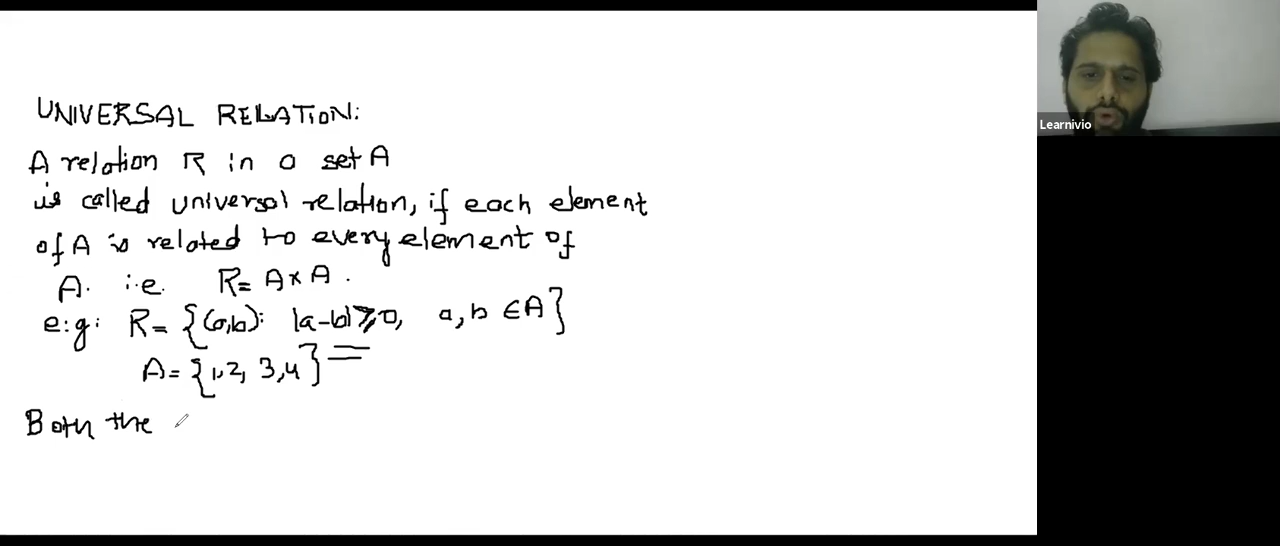 UNIVERSAL RELATION:
A relation R in a set A
is called universal relation, if each element
of A is related to every element of
A. i.e. R = A × A.
e:g: R = {(a,b): |a-b| ≥ 0, a, b ∈ A}
A = {1, 2, 3, 4}
Both the
Learnivio